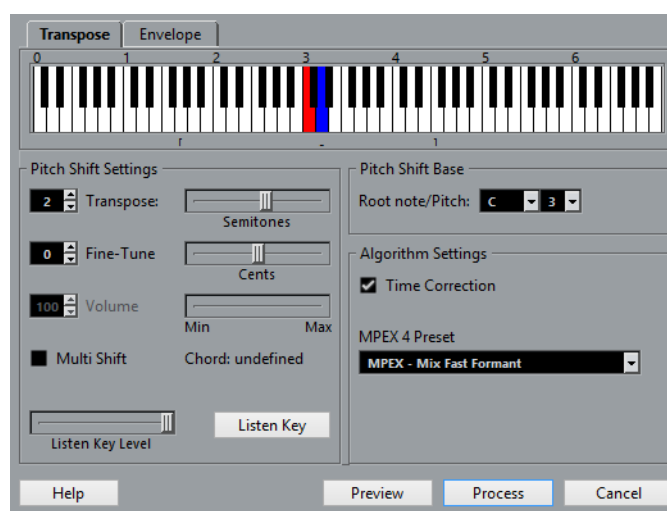 Transpose Envelope
0 1 2 3 4 5 6
Pitch Shift Settings
2 Transpose:
Semitones
0 Fine-Tune
Cents
100 Volume
Min Max
Multi Shift Chord: undefined
Listen Key Level
Listen Key
Pitch Shift Base
Root note/Pitch: C 3
Algorithm Settings
Time Correction
MPEX 4 Preset
MPEX - Mix Fast Formant
Help Preview Process Cancel